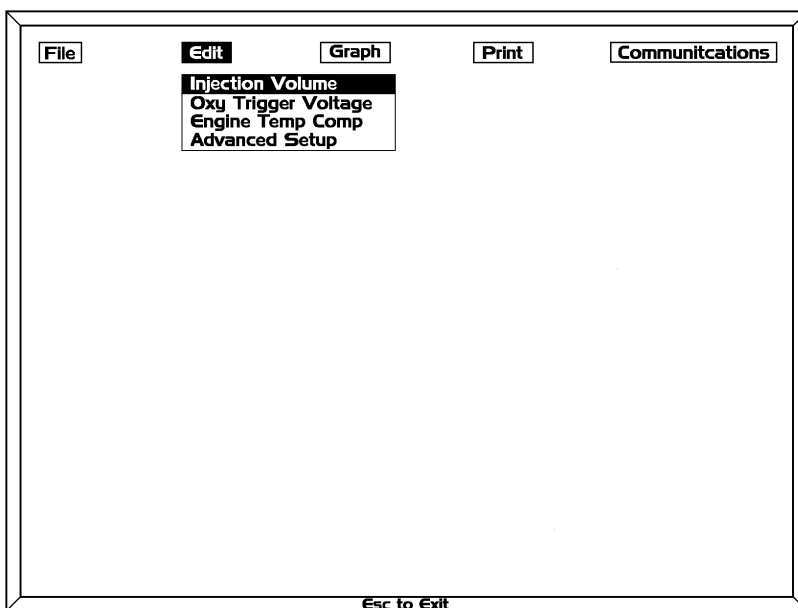 File Edit Graph Print Communitcations
Injection Volume
Oxy Trigger Voltage
Engine Temp Comp
Advanced Setup
Esc to Exit